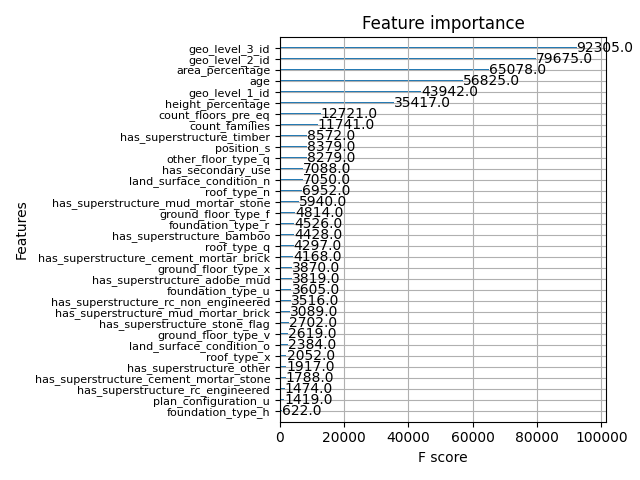 Feature importance
geo_level_3_id 92305.0
geo_level_2_id 79675.0
area_percentage 65078.0
age 56825.0
geo_level_1_id 43942.0
height_percentage 35417.0
count_floors_pre_eq 12721.0
count_families 11741.0
has_superstructure_timber 8572.0
position_s 8379.0
other_floor_type_q 8279.0
has_secondary_use 7088.0
land_surface_condition_n 7050.0
roof_type_n 6952.0
has_superstructure_mud_mortar_stone 5940.0
ground_floor_type_f 4814.0
foundation_type_r 4526.0
has_superstructure_bamboo 4428.0
roof_type_q 4297.0
has_superstructure_cement_mortar_brick 4168.0
ground_floor_type_x 3870.0
has_superstructure_adobe_mud 3819.0
foundation_type_u 3605.0
has_superstructure_rc_non_engineered 3516.0
has_superstructure_mud_mortar_brick 3089.0
has_superstructure_stone_flag 2702.0
ground_floor_type_v 2619.0
land_surface_condition_o 2384.0
roof_type_x 2052.0
has_superstructure_other 1917.0
has_superstructure_cement_mortar_stone 1788.0
has_superstructure_rc_engineered 1474.0
plan_configuration_u 1419.0
foundation_type_h 622.0
Features
0 20000 40000 60000 80000 100000
F score